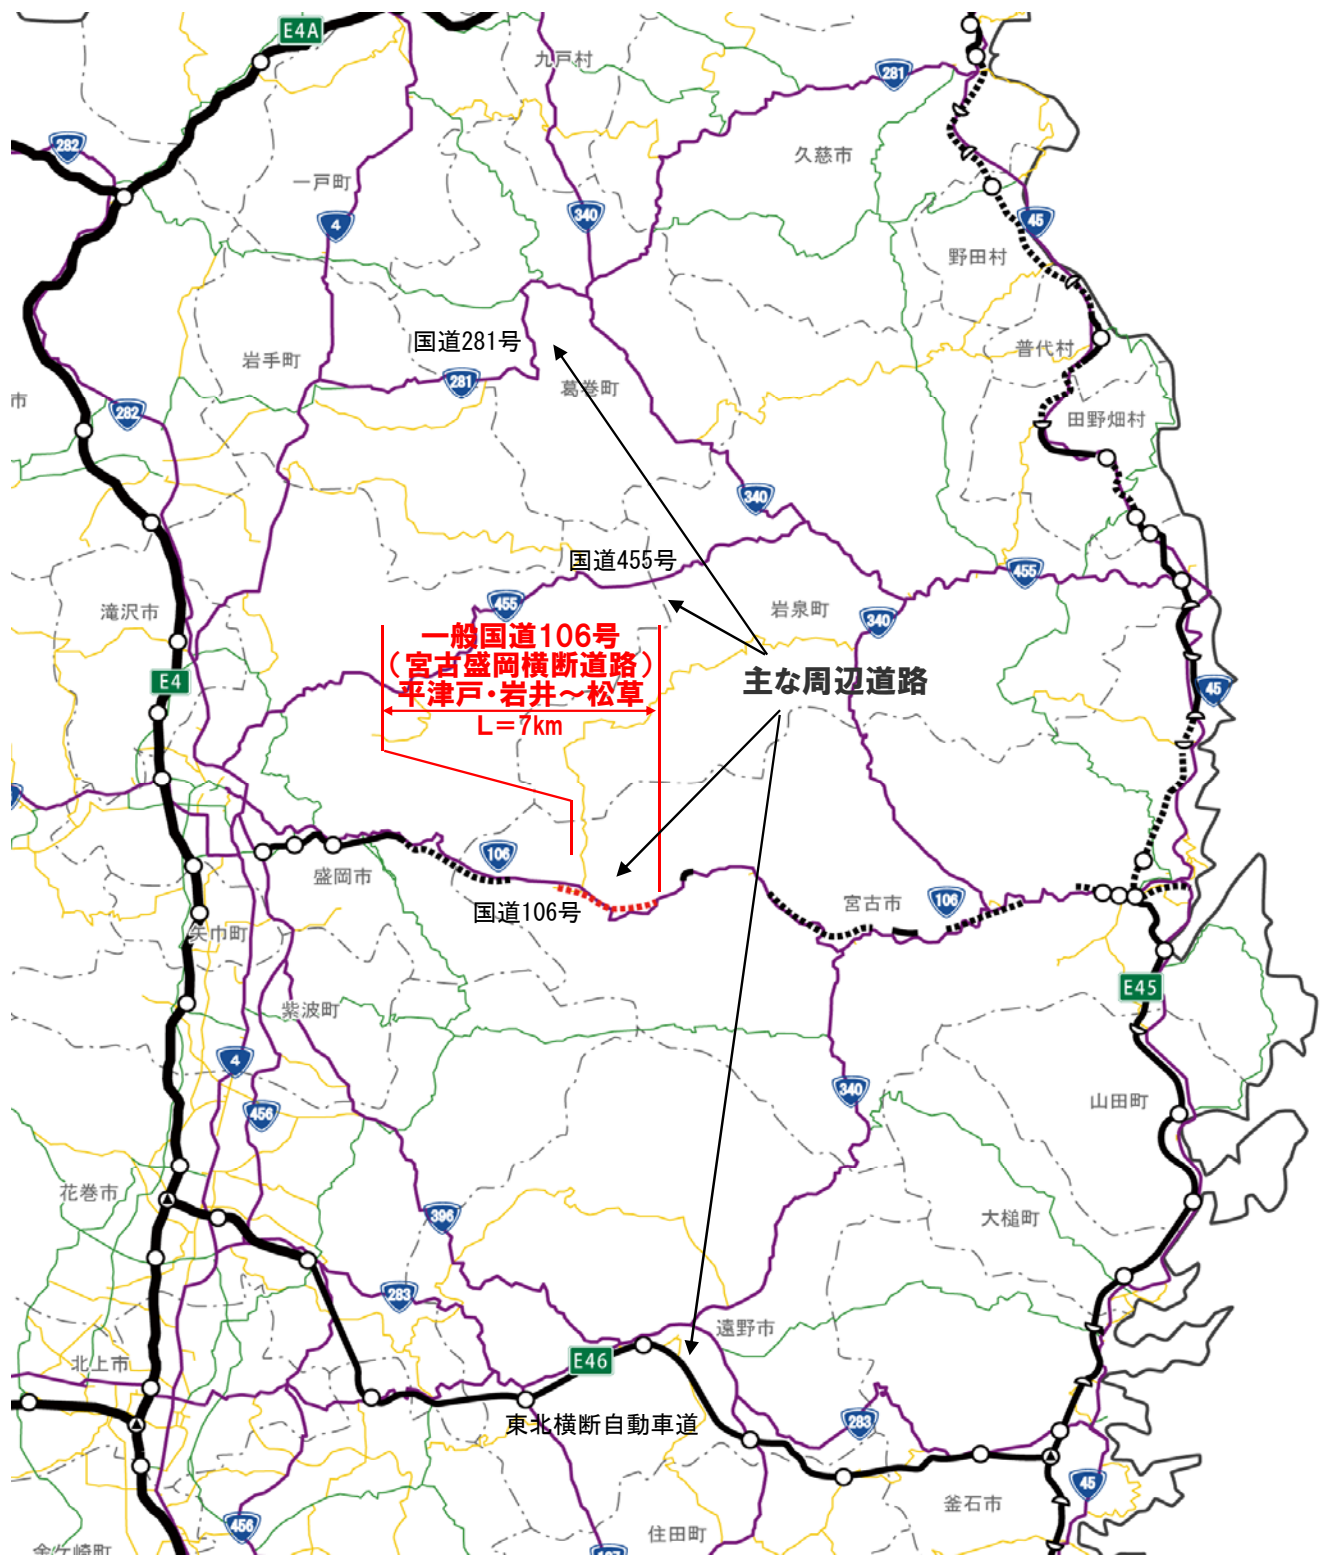 E4A
九戸村
281
282
久慈市
一戸町
4
340
45
野田村
国道281号
普代村
岩手町
281
葛巻町
市
282
田野畑村
340
国道455号
455
455
岩泉町
340
滝沢市
一般国道106号
（宮古盛岡横断道路）
平津戸・岩井～松草
L=7km
主な周辺道路
E4
45
106
盛岡市
国道106号
宮古市
106
矢巾町
E45
紫波町
4
340
山田町
456
花巻市
396
大槌町
283
遠野市
E46
北上市
東北横断自動車道
283
45
釜石市
456
住田町
107
金ケ崎町